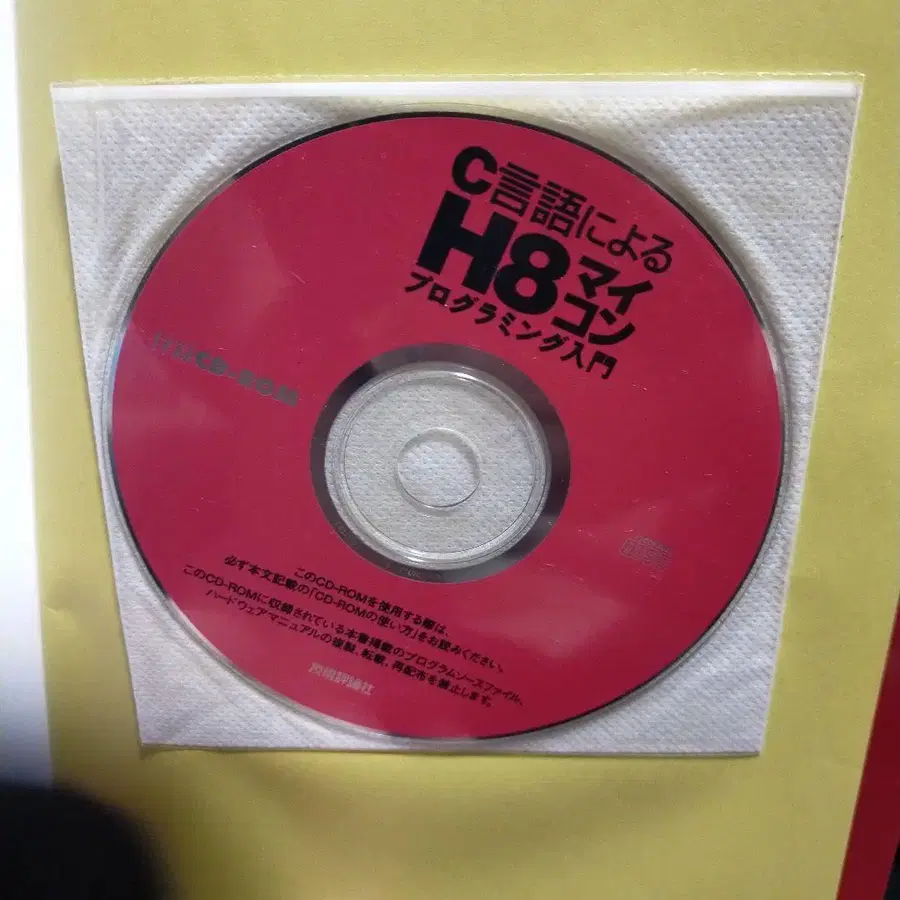 C言語による
H8マイコン
プログラミング入門
付属CD-ROM
このCD-ROMを使用する際は、
必ず本文記載の「CD-ROMの使い方」をお読みください。
このCD-ROMに収録されている本書掲載のプログラムソースファイル、
ハードウェアマニュアルの複製、転載、再配布を禁止します。
技術評論社